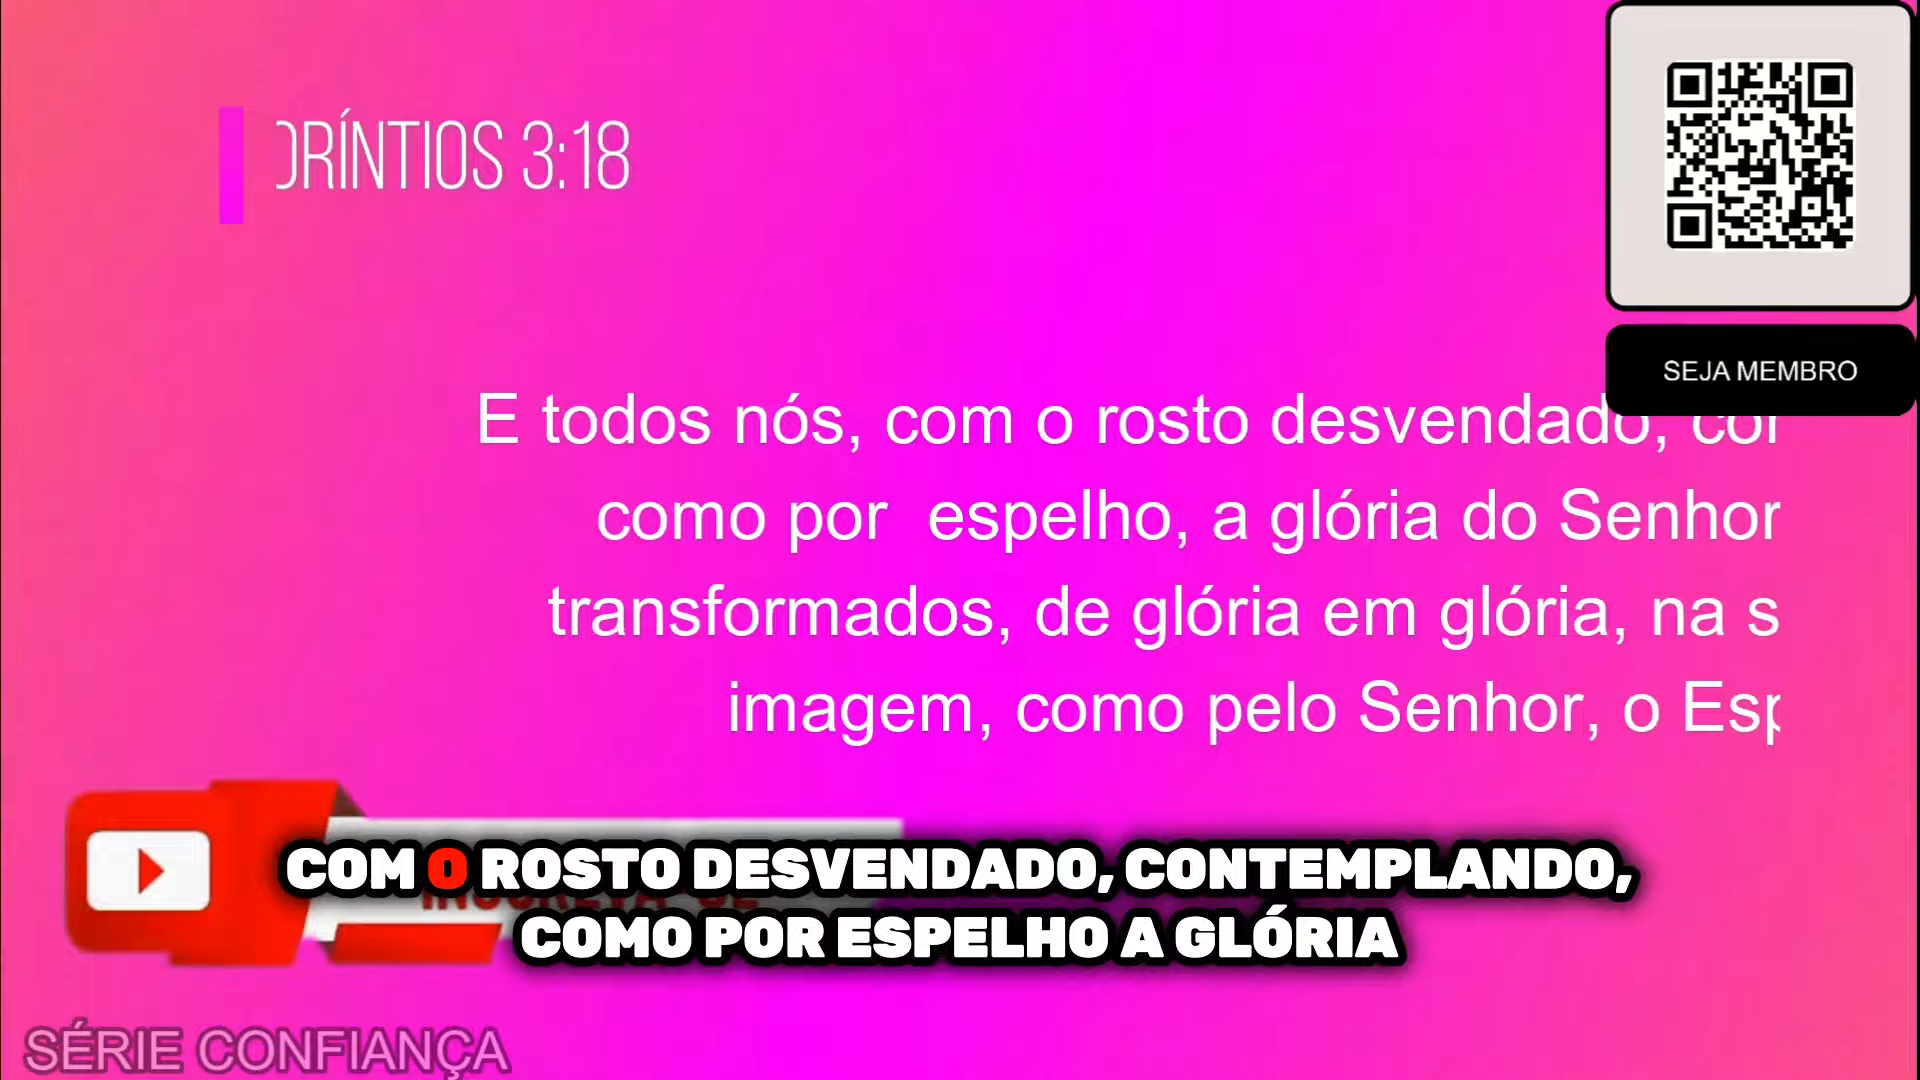 ORÍNTIOS 3:18
SEJA MEMBRO
E todos nós, com o rosto desvendado,
como por espelho, a glória do Senhor
transformados, de glória em glória, na s
imagem, como pelo Senhor, o Esp
COM O ROSTO DESVENDADO, CONTEMPLANDO,
COMO POR ESPELHO A GLÓRIA
SÉRIE CONFIANÇA